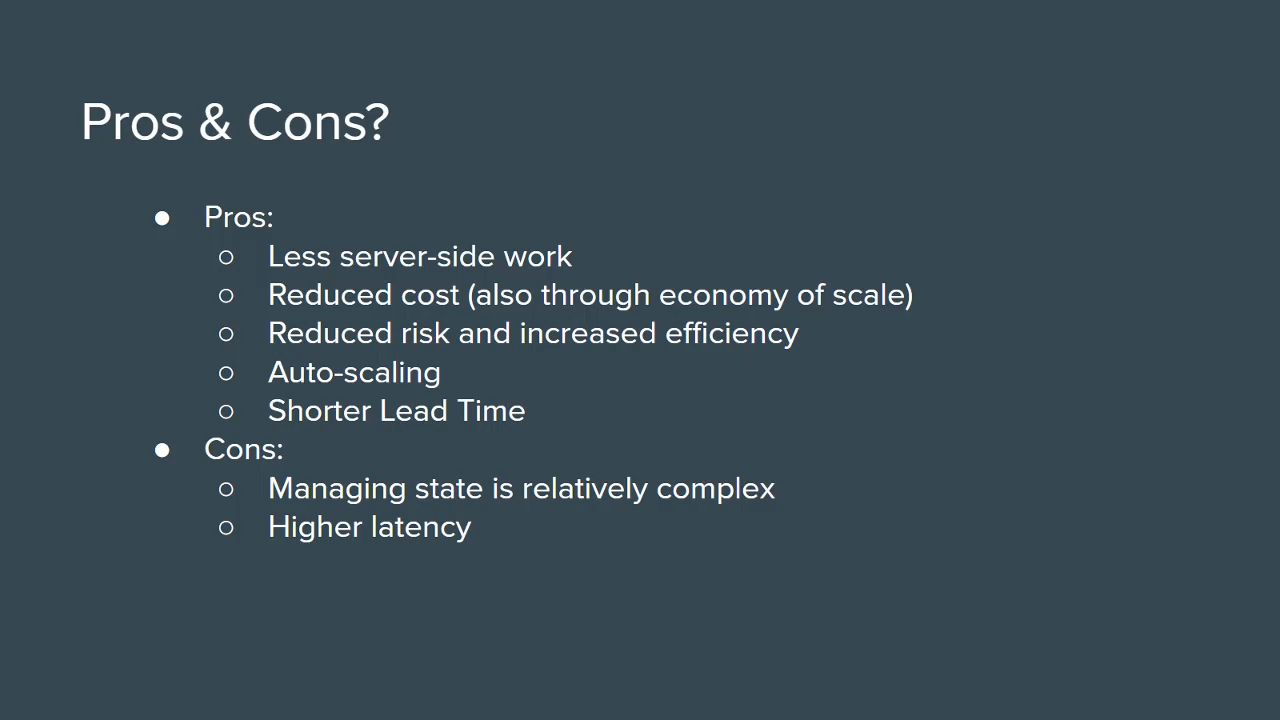 Pros & Cons?
● Pros:
○ Less server-side work
○ Reduced cost (also through economy of scale)
○ Reduced risk and increased efficiency
○ Auto-scaling
○ Shorter Lead Time
● Cons:
○ Managing state is relatively complex
○ Higher latency